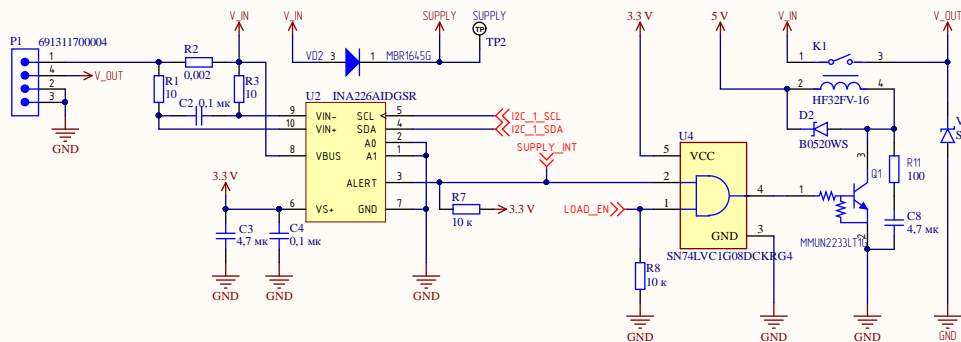 P1 691311700004
1
4
2
3
V_OUT
GND
R2
0,002
V_IN
R1
10
R3
10
C2 0,1 мк
V_IN
VD2 3
1 MBR1645G
SUPPLY
SUPPLY
TP
TP2
U2 INA226AIDGSR
9 VIN- SCL 5
10 VIN+ SDA 4
A0 2
8 VBUS A1 1
ALERT 3
6 VS+ GND 7
I2C_1_SCL
I2C_1_SDA
SUPPLY_INT
3.3 V
C3
4,7 мк
C4
0,1 мк
GND
GND
GND
R7
10 к
3.3 V
3.3 V
LOAD_EN
R8
10 к
GND
U4
5 VCC
2
1
4
GND 3
SN74LVC1G08DCKRG4
GND
5 V
V_IN
V_OUT
K1
1 3
2 4
HF32FV-16
D2
B0520WS
Q1
1
3
2
MMUN2233LT1G
R11
100
C8
4,7 мк
GND
V
S
GND